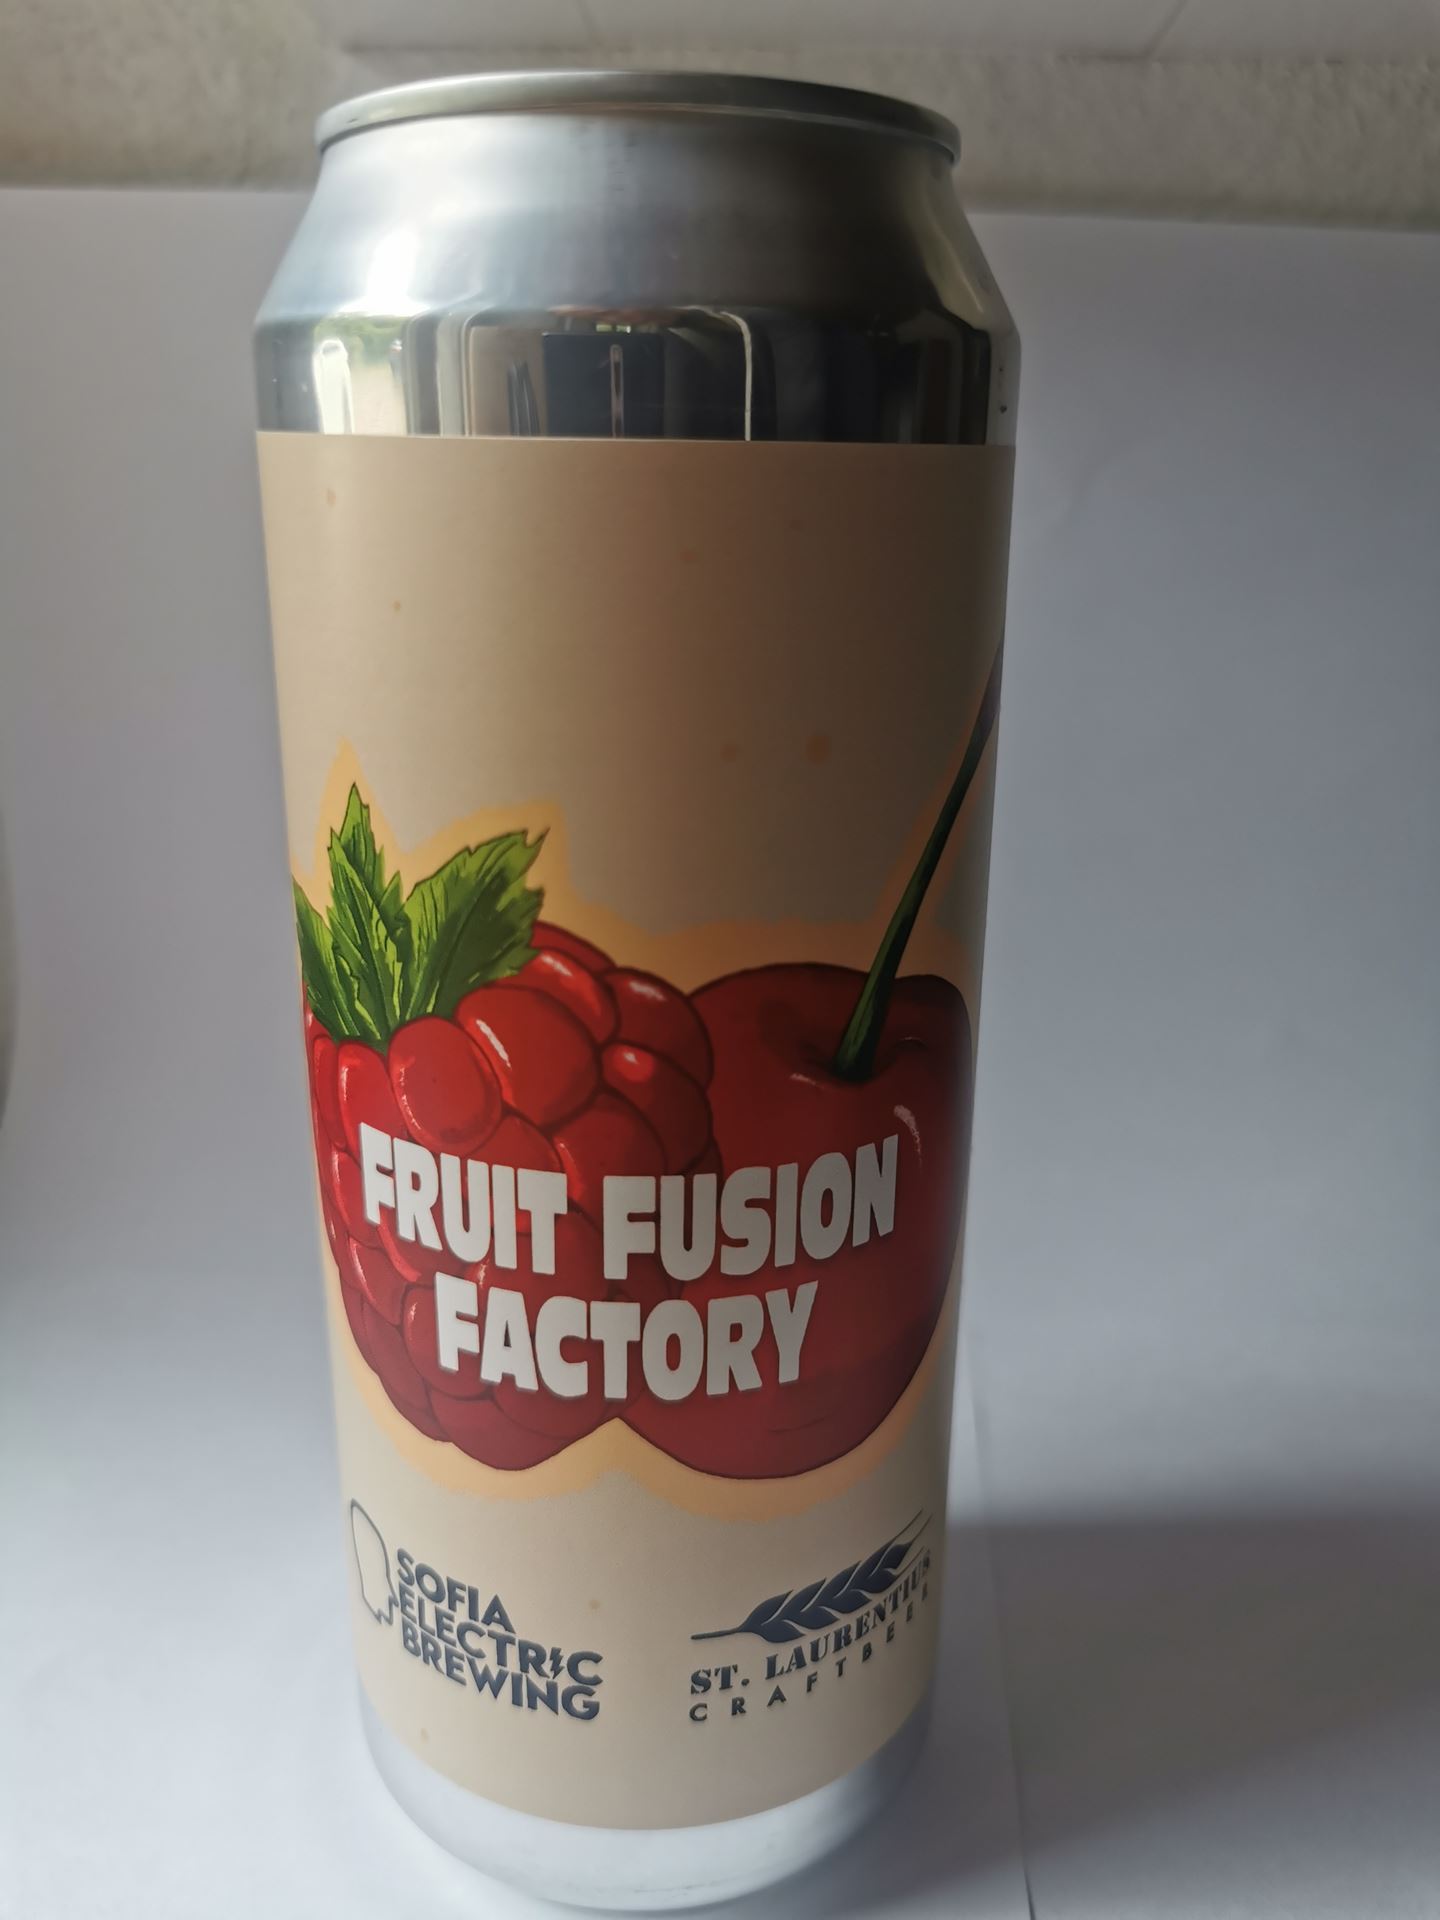 FRUIT FUSION
FACTORY
SOFIA
ELECTRIC
BREWING
ST. LAURENTIUS
CRAFTBEER